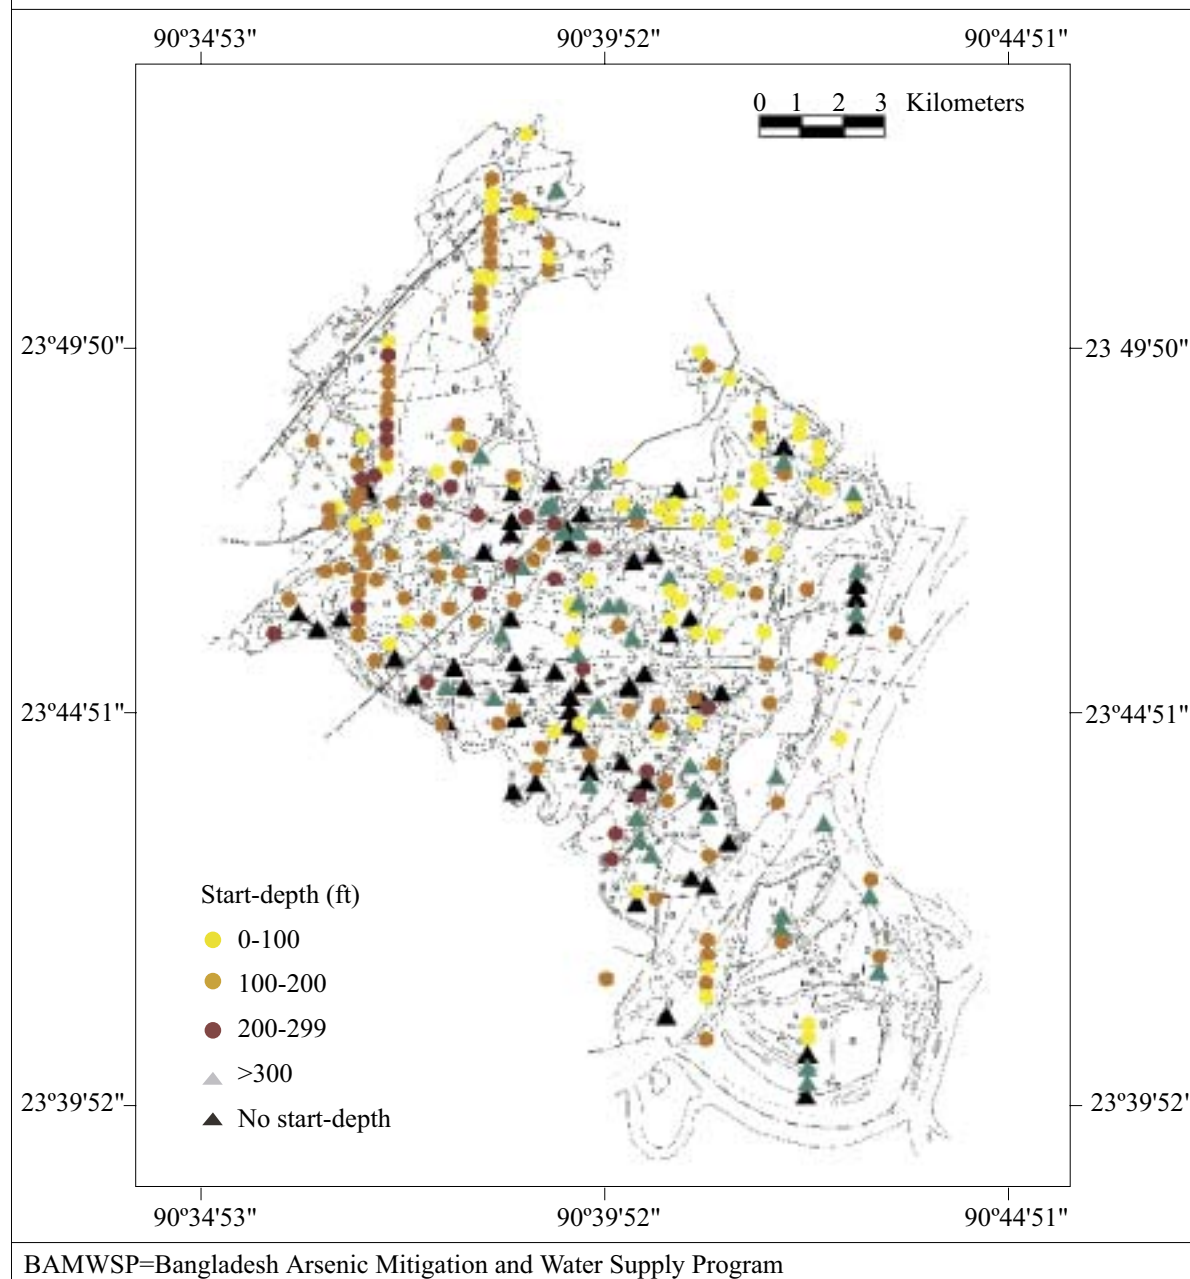 90º34'53" 90º39'52" 90º44'51"
0 1 2 3 Kilometers
23º49'50" 23 49'50"
23º44'51" 23º44'51"
Start-depth (ft)
0-100
100-200
200-299
>300
No start-depth
23º39'52" 23º39'52"
90º34'53" 90º39'52" 90º44'51"
BAMWSP=Bangladesh Arsenic Mitigation and Water Supply Program